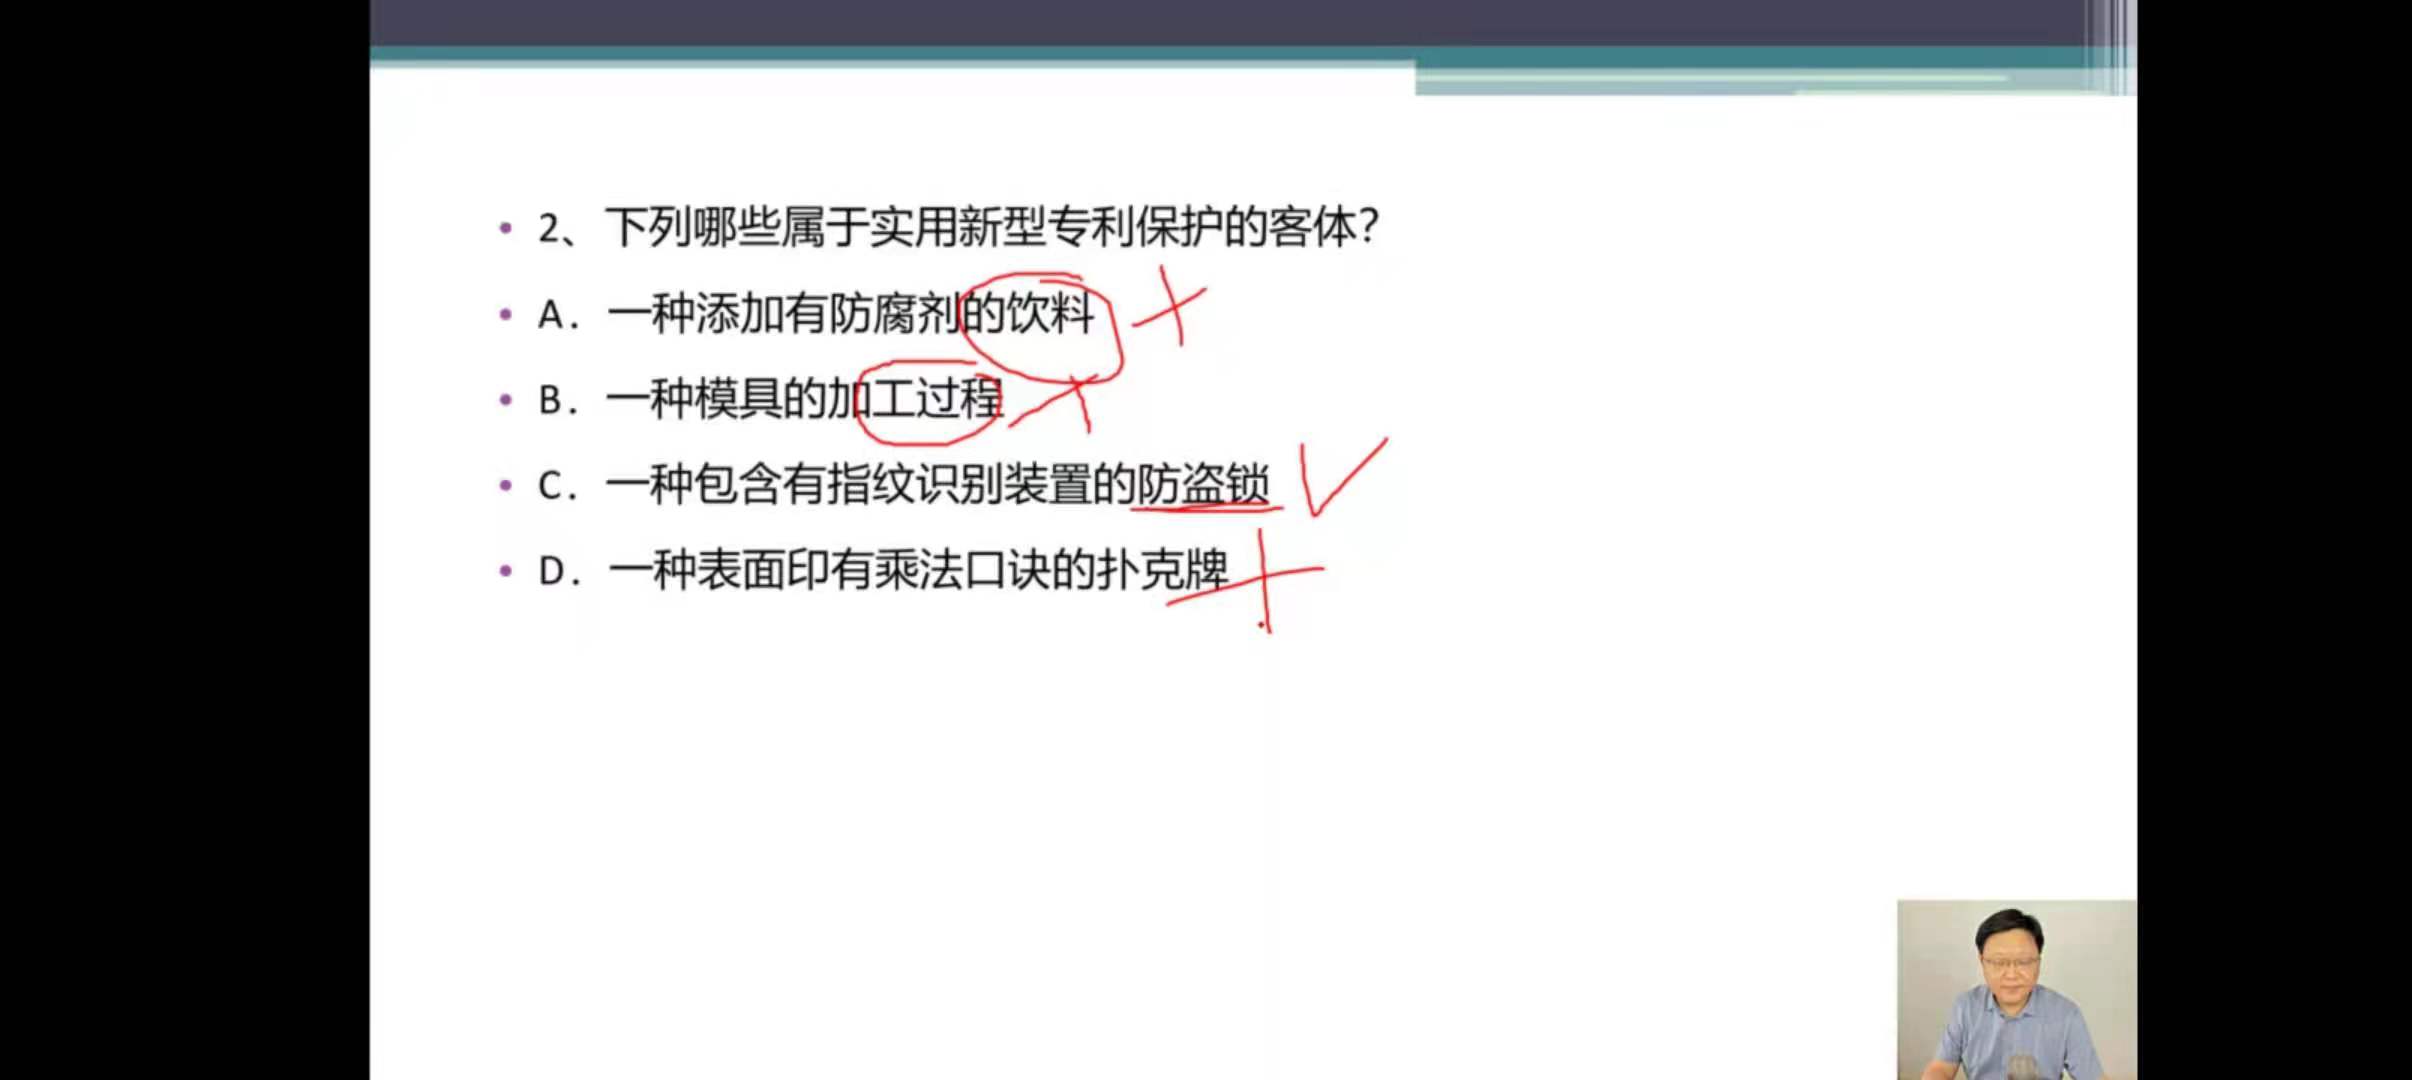 2、下列哪些属于实用新型专利保护的客体?
A. 一种添加有防腐剂的饮料
B. 一种模具的加工过程
C. 一种包含有指纹识别装置的防盗锁
D. 一种表面印有乘法口诀的扑克牌